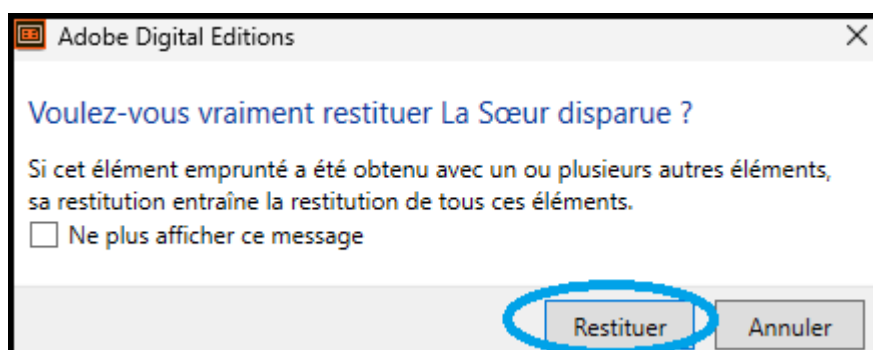 Adobe Digital Editions
Voulez-vous vraiment restituer La Sœur disparue ?
Si cet élément emprunté a été obtenu avec un ou plusieurs autres éléments,
sa restitution entraîne la restitution de tous ces éléments.
Ne plus afficher ce message
Restituer Annuler